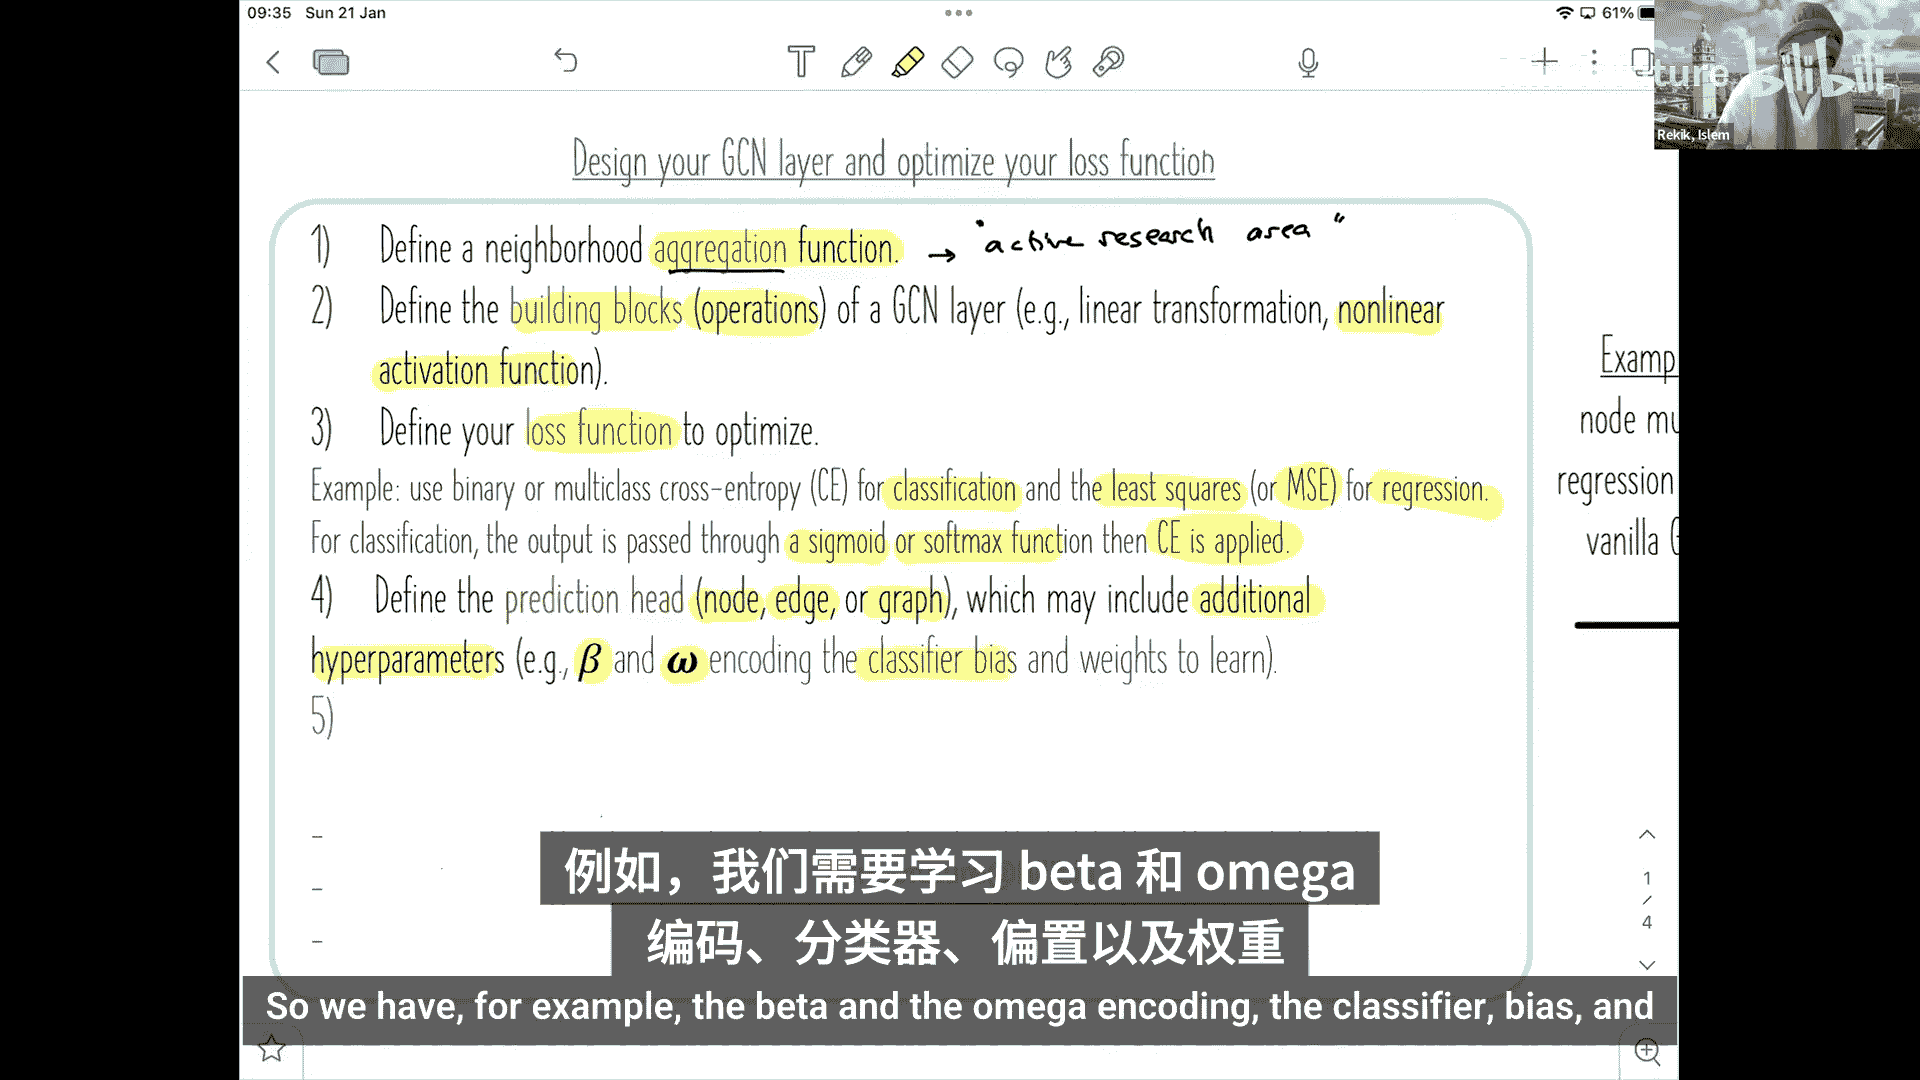 09:35 Sun 21 Jan
61%
ture bilibili
Rekik, Islem
Design your GCN layer and optimize your loss function
1) Define a neighborhood aggregation function. → "active research area"
2) Define the building blocks (operations) of a GCN layer (e.g., linear transformation, nonlinear
activation function).
3) Define your loss function to optimize.
Example: use binary or multiclass cross-entropy (CE) for classification and the least squares (or MSE) for regression.
For classification, the output is passed through a sigmoid or softmax function then CE is applied.
4) Define the prediction head (node, edge, or graph), which may include additional
hyperparameters (e.g., β and ω encoding the classifier bias and weights to learn).
5)
–
–
–
Examp
node mu
regression
vanilla
1
/
4
例如，我们需要学习 beta 和 omega
编码、分类器、偏置以及权重
So we have, for example, the beta and the omega encoding, the classifier, bias, and